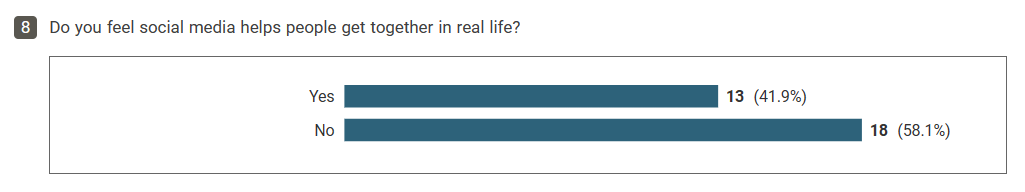 8 Do you feel social media helps people get together in real life?
Yes 13 (41.9%)
No 18 (58.1%)